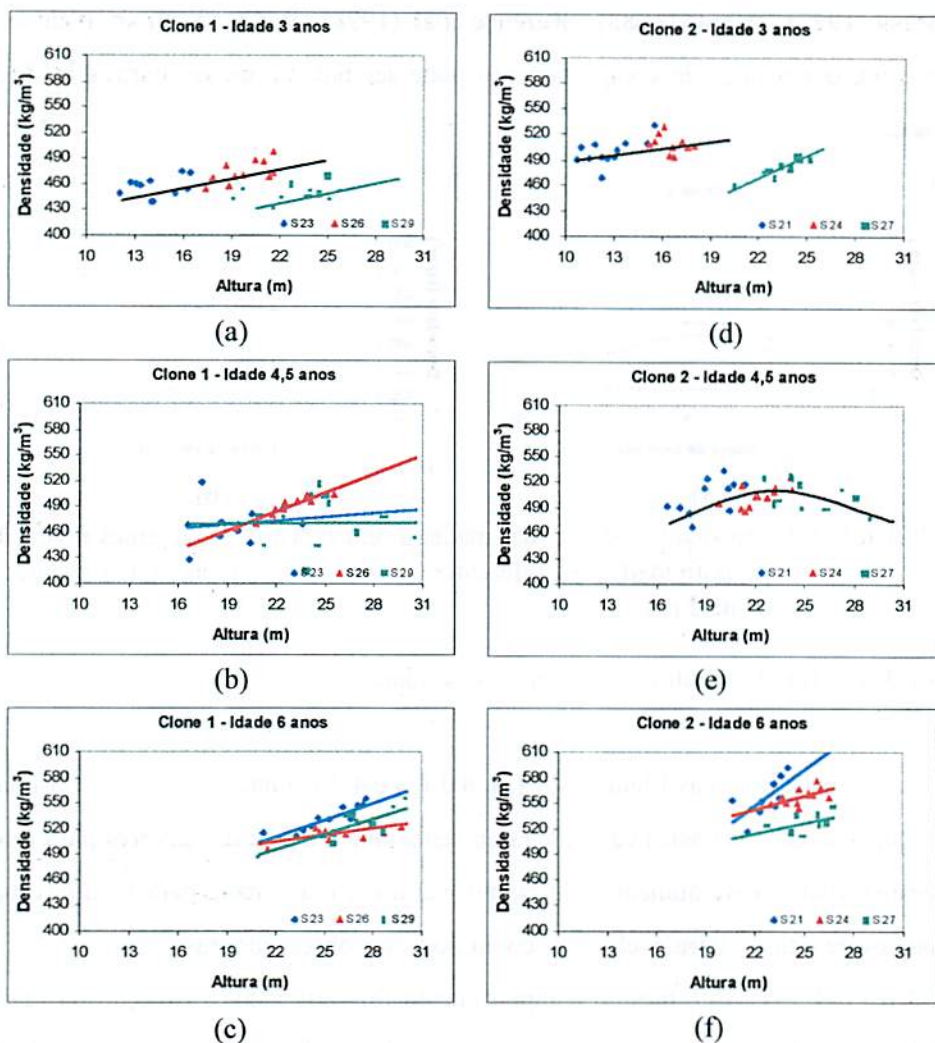 Clone 1 - Idade 3 anos
Densidade (kg/m³)
610
580
550
520
490
460
430
400
10 13 16 19 22 25 28 31
S23 S26 S29
Altura (m)
(a)
Clone 2 - Idade 3 anos
Densidade (kg/m³)
610
580
550
520
490
460
430
400
10 13 16 19 22 25 28 31
S21 S24 S27
Altura (m)
(d)
Clone 1 - Idade 4,5 anos
Densidade (kg/m³)
610
580
550
520
490
460
430
400
10 13 16 19 22 25 28 31
S23 S26 S29
Altura (m)
(b)
Clone 2 - Idade 4,5 anos
Densidade (kg/m³)
610
580
550
520
490
460
430
400
10 13 16 19 22 25 28 31
S21 S24 S27
Altura (m)
(e)
Clone 1 - Idade 6 anos
Densidade (kg/m³)
610
580
550
520
490
460
430
400
10 13 16 19 22 25 28 31
S23 S26 S29
Altura (m)
(c)
Clone 2 - Idade 6 anos
Densidade (kg/m³)
610
580
550
520
490
460
430
400
10 13 16 19 22 25 28 31
S21 S24 S27
Altura (m)
(f)